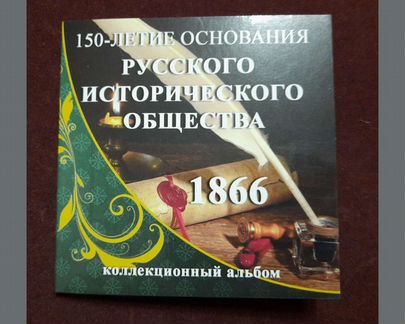 150-ЛЕТИЕ ОСНОВАНИЯ
РУССКОГО
ИСТОРИЧЕСКОГО
ОБЩЕСТВА
1866
коллекционный альбом